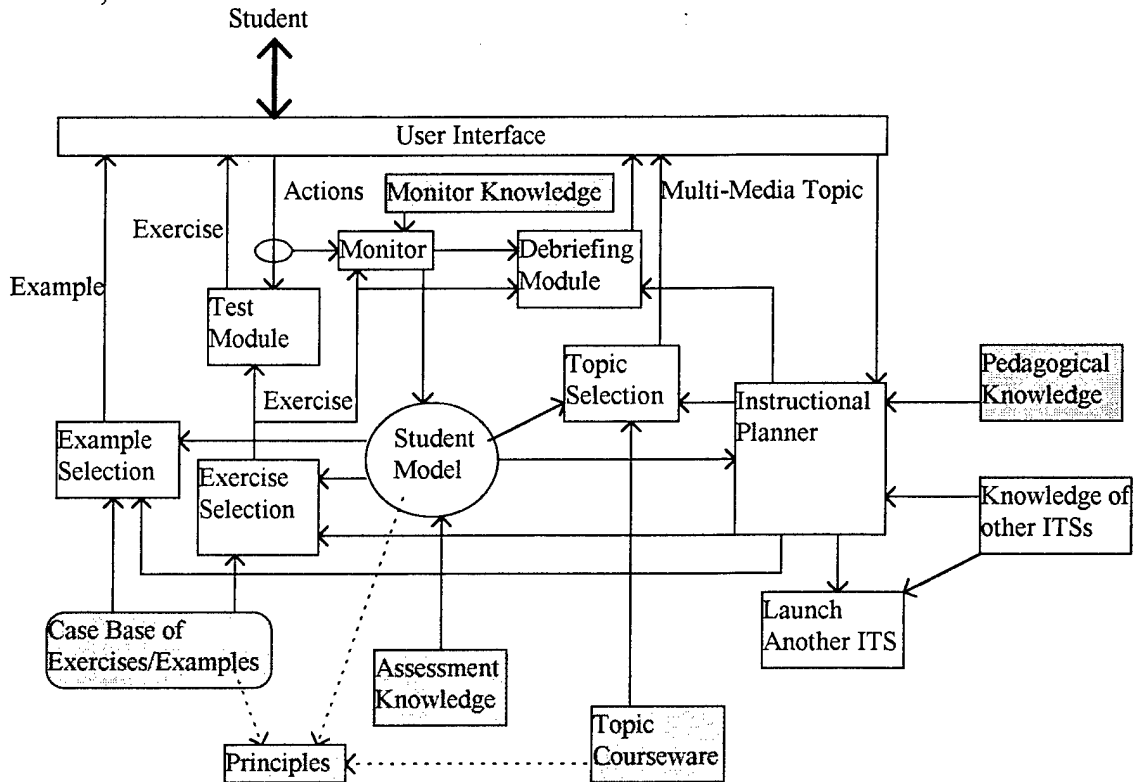 Student
User Interface
Actions
Monitor Knowledge
Multi-Media Topic
Exercise
Monitor
Debriefing
Module
Example
Test
Module
Topic
Selection
Pedagogical
Knowledge
Exercise
Instructional
Planner
Example
Selection
Student
Model
Exercise
Selection
Knowledge of
other ITSs
Case Base of
Exercises/Examples
Launch
Another ITS
Assessment
Knowledge
Topic
Courseware
Principles